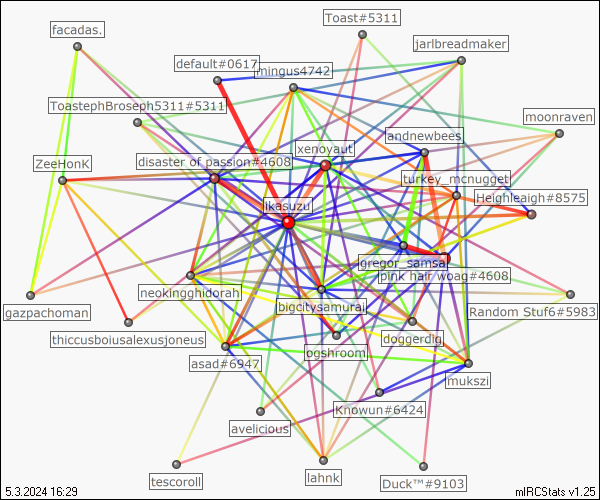 Toast#5311
facadas.
jarlbreadmaker
default#0617
mingus4742
ToastephBroseph5311#5311
moonraven
andnewbees
xenoyaut
disaster of passion#4608
ZeeHonK
turkey_mcnugget
Heighleaigh#8575
likasuzu
gregor_samsa
pink hair woag#4608
neokingghidorah
gazpachoman
bigcitysamurai
Random Stuf6#5983
thiccusboiusalexusjoneus
doggerdig
ogshroom
asad#6947
mukszi
Knowun#6424
avelicious
lahnk
tescoroll
Duck™#9103
5.3.2024 16:29
mIRCStats v1.25